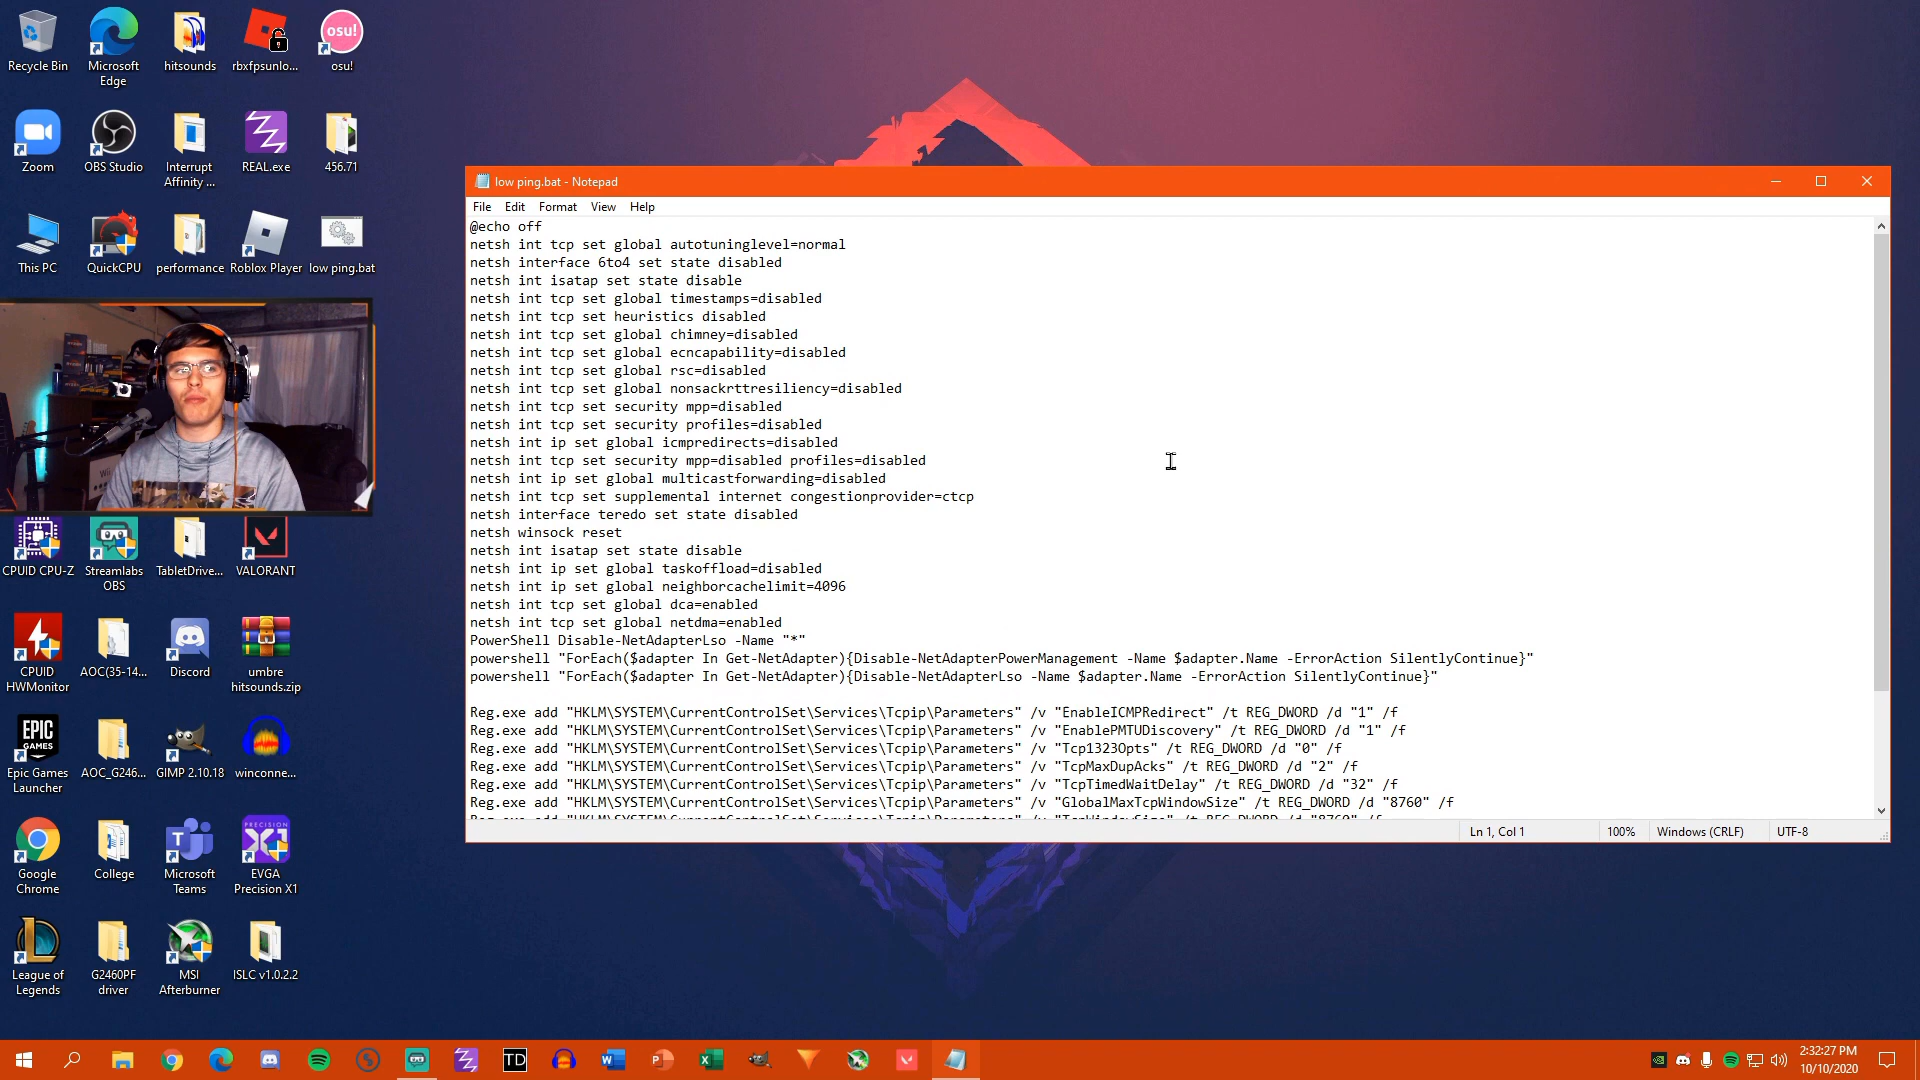 Recycle Bin
Microsoft Edge
hitsounds
rbxfpsunlo...
osu!
osu!
Zoom
OBS Studio
Interrupt Affinity ...
REAL.exe
456.71
This PC
QuickCPU
performance
Roblox Player
low ping.bat
CPUID CPU-Z
Streamlabs OBS
TabletDrive...
VALORANT
CPUID HWMonitor
AOC(35-14...
Discord
umbre hitsounds.zip
EPIC GAMES
Epic Games Launcher
AOC_G246...
GIMP 2.10.18
winconne...
Google Chrome
College
Microsoft Teams
PRECISION X1
EVGA Precision X1
League of Legends
G2460PF driver
MSI Afterburner
ISLC v1.0.2.2
low ping.bat - Notepad
File Edit Format View Help
@echo off
netsh int tcp set global autotuninglevel=normal
netsh interface 6to4 set state disabled
netsh int isatap set state disable
netsh int tcp set global timestamps=disabled
netsh int tcp set heuristics disabled
netsh int tcp set global chimney=disabled
netsh int tcp set global ecncapability=disabled
netsh int tcp set global rsc=disabled
netsh int tcp set global nonsackrttresiliency=disabled
netsh int tcp set security mpp=disabled
netsh int tcp set security profiles=disabled
netsh int ip set global icmpredirects=disabled
netsh int tcp set security mpp=disabled profiles=disabled
netsh int ip set global multicastforwarding=disabled
netsh int tcp set supplemental internet congestionprovider=ctcp
netsh interface teredo set state disabled
netsh winsock reset
netsh int isatap set state disable
netsh int ip set global taskoffload=disabled
netsh int ip set global neighborcachelimit=4096
netsh int tcp set global dca=enabled
netsh int tcp set global netdma=enabled
PowerShell Disable-NetAdapterLso -Name "*"
powershell "ForEach($adapter In Get-NetAdapter){Disable-NetAdapterPowerManagement -Name $adapter.Name -ErrorAction SilentlyContinue}"
powershell "ForEach($adapter In Get-NetAdapter){Disable-NetAdapterLso -Name $adapter.Name -ErrorAction SilentlyContinue}"
Reg.exe add "HKLM\SYSTEM\CurrentControlSet\Services\Tcpip\Parameters" /v "EnableICMPRedirect" /t REG_DWORD /d "1" /f
Reg.exe add "HKLM\SYSTEM\CurrentControlSet\Services\Tcpip\Parameters" /v "EnablePMTUDiscovery" /t REG_DWORD /d "1" /f
Reg.exe add "HKLM\SYSTEM\CurrentControlSet\Services\Tcpip\Parameters" /v "Tcp1323Opts" /t REG_DWORD /d "0" /f
Reg.exe add "HKLM\SYSTEM\CurrentControlSet\Services\Tcpip\Parameters" /v "TcpMaxDupAcks" /t REG_DWORD /d "2" /f
Reg.exe add "HKLM\SYSTEM\CurrentControlSet\Services\Tcpip\Parameters" /v "TcpTimedWaitDelay" /t REG_DWORD /d "32" /f
Reg.exe add "HKLM\SYSTEM\CurrentControlSet\Services\Tcpip\Parameters" /v "GlobalMaxTcpWindowSize" /t REG_DWORD /d "8760" /f
Reg.exe add "HKLM\SYSTEM\CurrentControlSet\Services\Tcpip\Parameters" /v "TcpWindowSize" /t REG_DWORD /d "8760" /f
Ln 1, Col 1 100% Windows (CRLF) UTF-8
TD
2:32:27 PM
10/10/2020